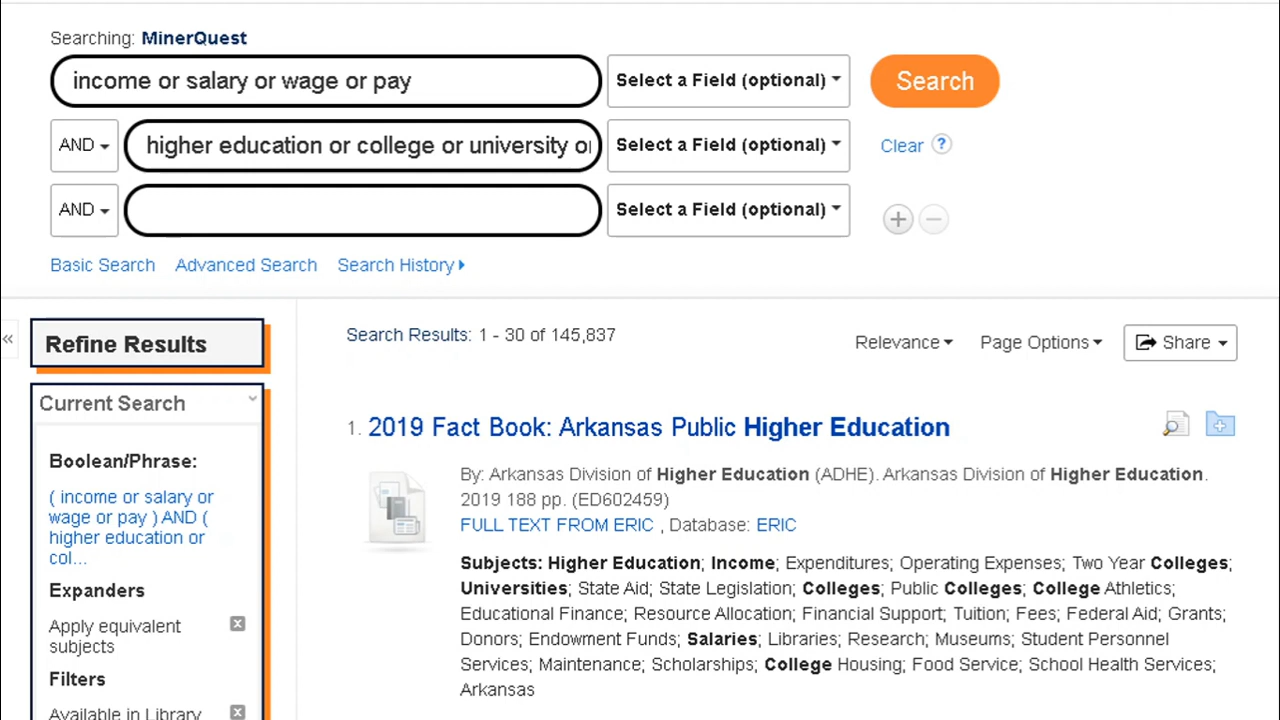 Searching: MinerQuest
income or salary or wage or pay
Select a Field (optional)
Search
AND
higher education or college or university or
Select a Field (optional)
Clear ?
AND
Select a Field (optional)
Basic Search Advanced Search Search History
«
Refine Results
Current Search
Boolean/Phrase:
( income or salary or
wage or pay ) AND (
higher education or
col...
Expanders
Apply equivalent
subjects
Filters
Available in Library
Search Results: 1 - 30 of 145,837
Relevance Page Options Share
1. 2019 Fact Book: Arkansas Public Higher Education
By: Arkansas Division of Higher Education (ADHE). Arkansas Division of Higher Education.
2019 188 pp. (ED602459)
FULL TEXT FROM ERIC , Database: ERIC
Subjects: Higher Education; Income; Expenditures; Operating Expenses; Two Year Colleges;
Universities; State Aid; State Legislation; Colleges; Public Colleges; College Athletics;
Educational Finance; Resource Allocation; Financial Support; Tuition; Fees; Federal Aid; Grants;
Donors; Endowment Funds; Salaries; Libraries; Research; Museums; Student Personnel
Services; Maintenance; Scholarships; College Housing; Food Service; School Health Services;
Arkansas